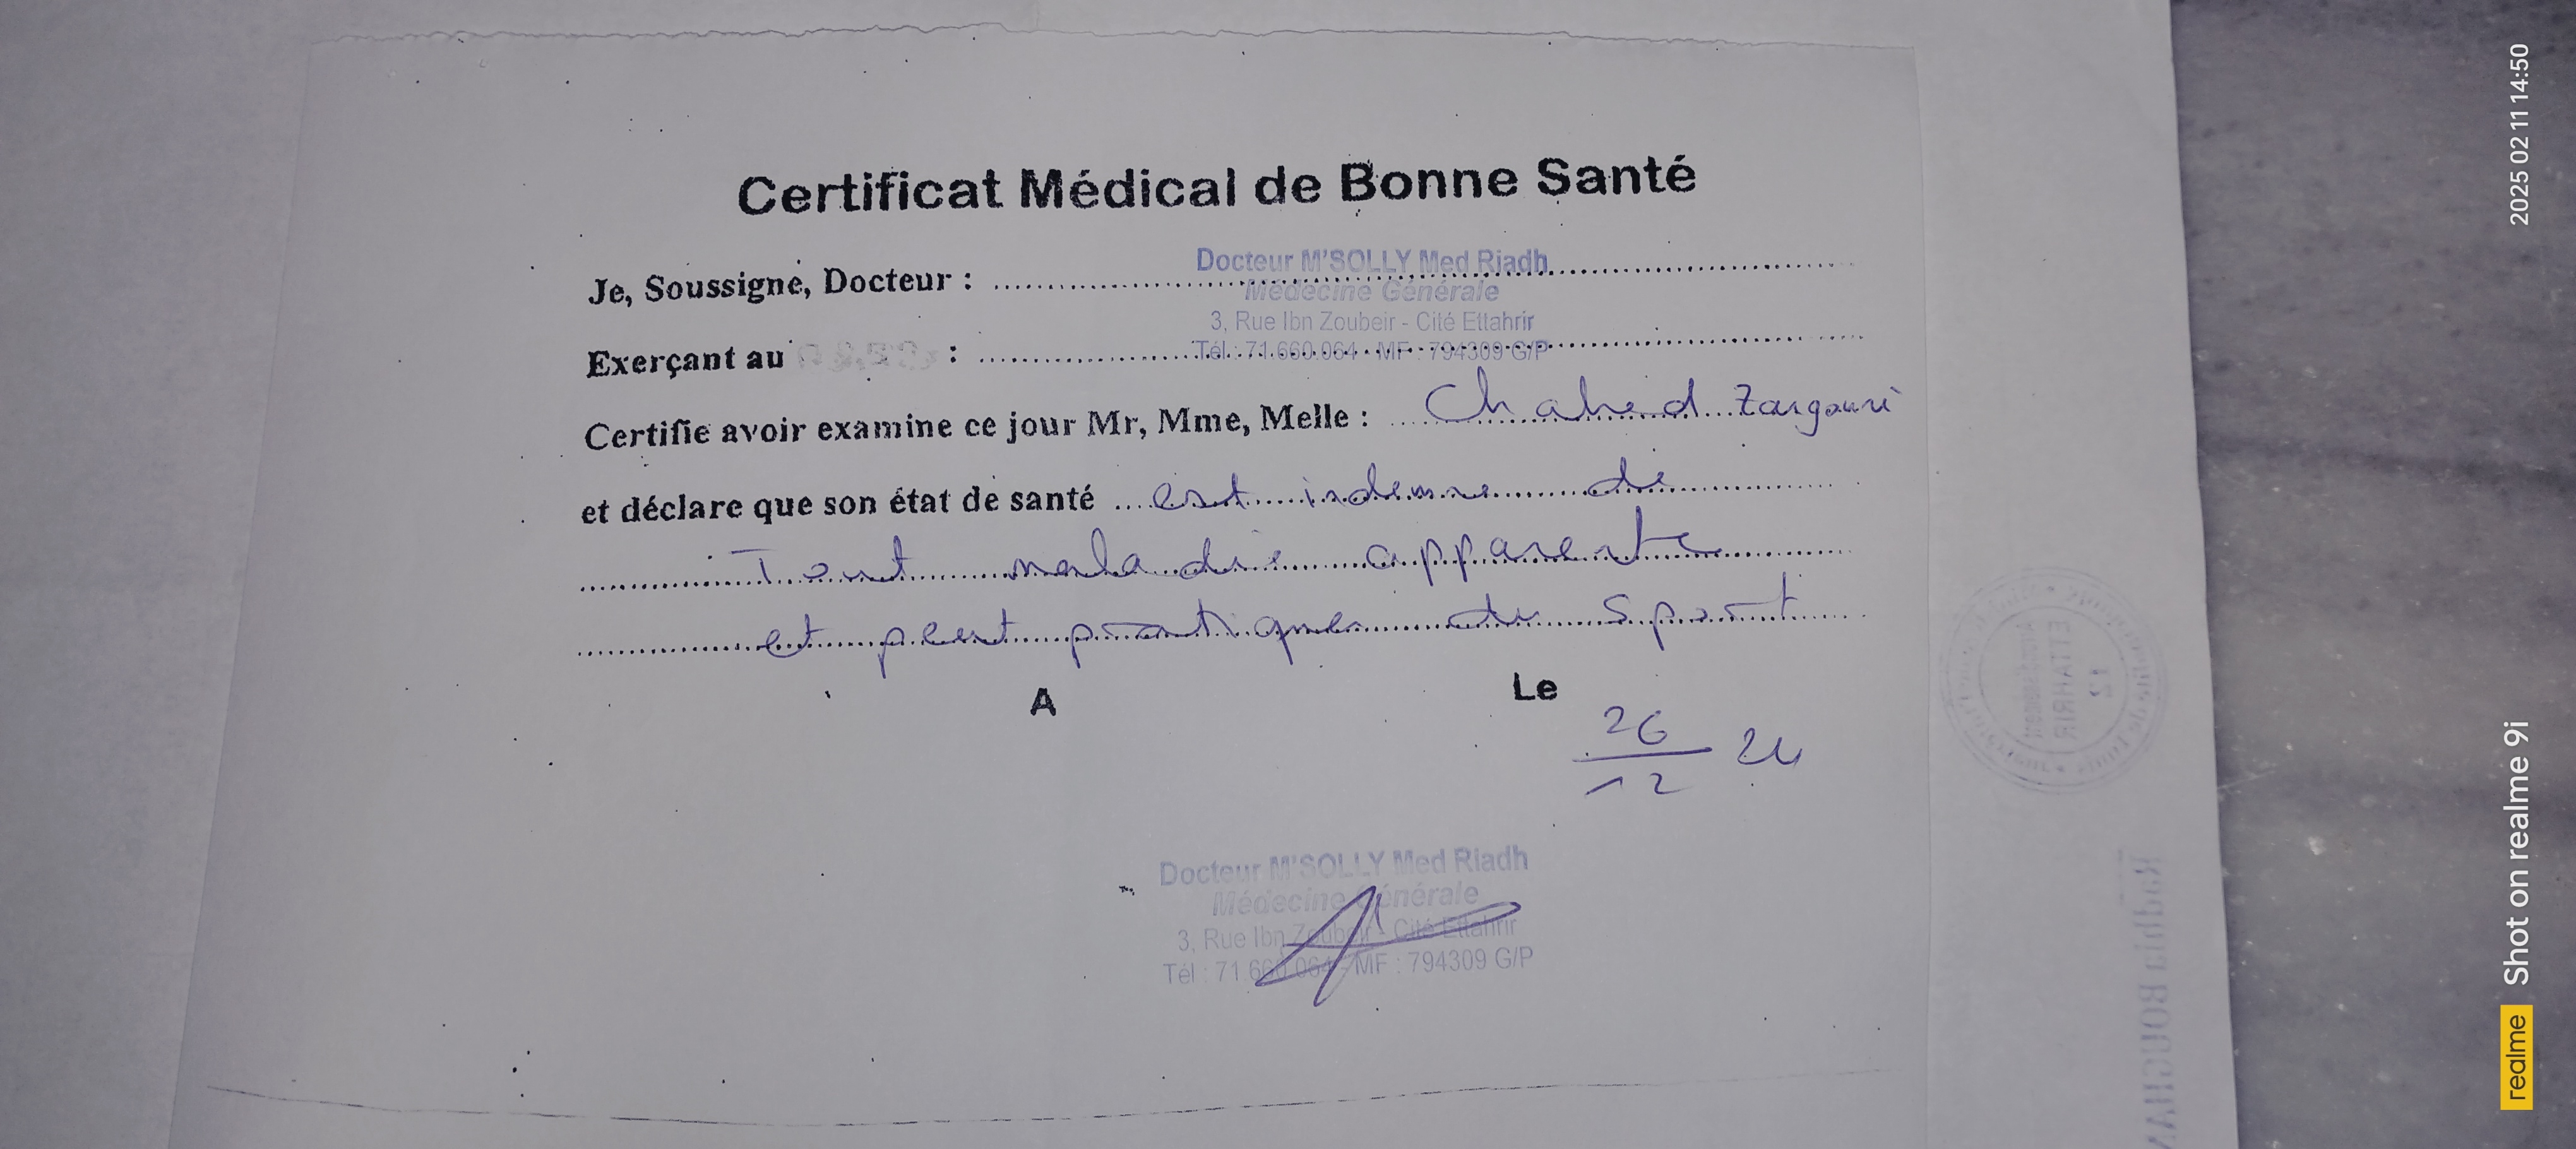 Certificat Médical de Bonne Santé
Je, Soussigne, Docteur : Docteur M'SOLLY Med Riadh
Médecine Générale
3, Rue Ibn Zoubeir - Cité Ettahrir
Exerçant au : Tél : 71.660.064 - MF : 794309 G/P
Certifie avoir examine ce jour Mr, Mme, Melle : Chahed Zargouni
et déclare que son état de santé est indemne de
Tout maladie apparente
et peut pratiquer du Sport
A Le 26/12 24
Docteur M'SOLLY Med Riadh
Médecine Générale
3, Rue Ibn Zoubeir - Cité Ettahrir
Tél : 71 660.064 - MF : 794309 G/P
12
ETTAHRIR
Arrondissement
2025 02 11 14:50
realme Shot on realme 9i